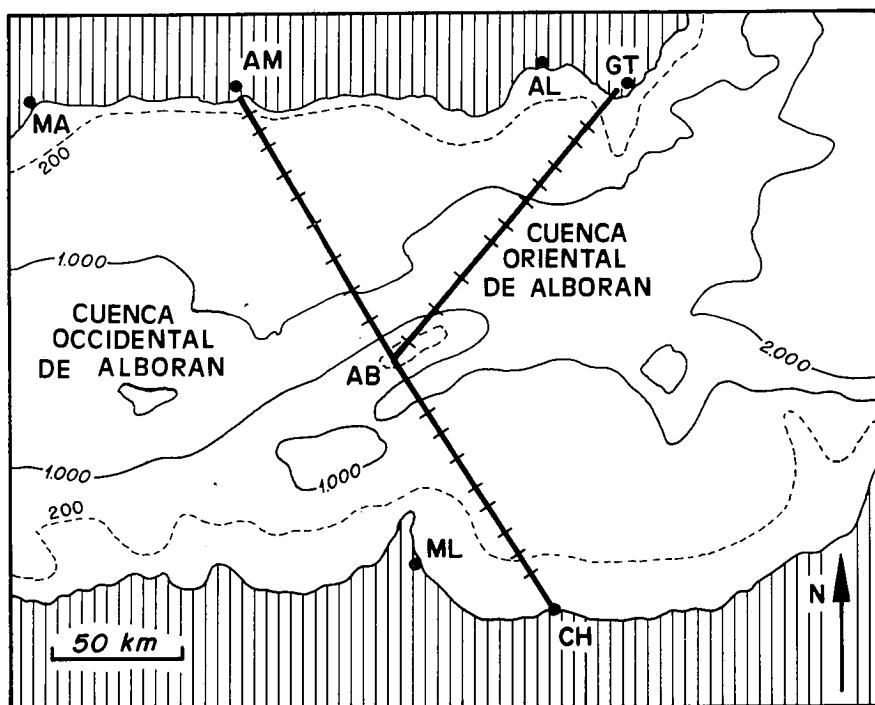 AM
AL
GT
MA
200
CUENCA
ORIENTAL
DE ALBORAN
1.000
CUENCA
OCCIDENTAL
DE ALBORAN
2.000
AB
1.000
1.000
200
ML
N
50 km
CH